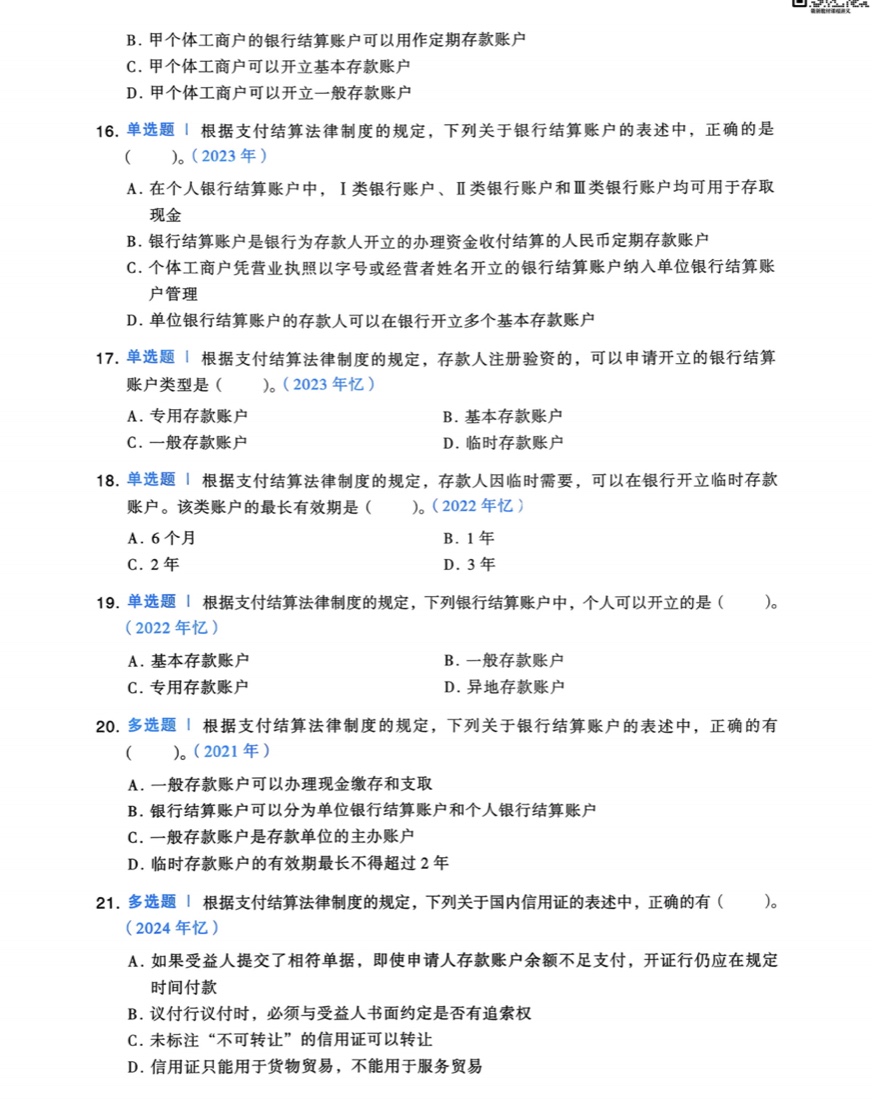 B. 甲个体工商户的银行结算账户可以用作定期存款账户
C. 甲个体工商户可以开立基本存款账户
D. 甲个体工商户可以开立一般存款账户
16. 单选题 | 根据支付结算法律制度的规定，下列关于银行结算账户的表述中，正确的是
(　　)。（2023 年）
A. 在个人银行结算账户中，Ⅰ类银行账户、Ⅱ类银行账户和Ⅲ类银行账户均可用于存取
现金
B. 银行结算账户是银行为存款人开立的办理资金收付结算的人民币定期存款账户
C. 个体工商户凭营业执照以字号或经营者姓名开立的银行结算账户纳入单位银行结算账
户管理
D. 单位银行结算账户的存款人可以在银行开立多个基本存款账户
17. 单选题 | 根据支付结算法律制度的规定，存款人注册验资的，可以申请开立的银行结算
账户类型是（　　）。（2023 年忆）
A. 专用存款账户　　B. 基本存款账户
C. 一般存款账户　　D. 临时存款账户
18. 单选题 | 根据支付结算法律制度的规定，存款人因临时需要，可以在银行开立临时存款
账户。该类账户的最长有效期是（　　）。（2022 年忆）
A. 6 个月　　B. 1 年
C. 2 年　　D. 3 年
19. 单选题 | 根据支付结算法律制度的规定，下列银行结算账户中，个人可以开立的是（　　）。
（2022 年忆）
A. 基本存款账户　　B. 一般存款账户
C. 专用存款账户　　D. 异地存款账户
20. 多选题 | 根据支付结算法律制度的规定，下列关于银行结算账户的表述中，正确的有
(　　)。（2021 年）
A. 一般存款账户可以办理现金缴存和支取
B. 银行结算账户可以分为单位银行结算账户和个人银行结算账户
C. 一般存款账户是存款单位的主办账户
D. 临时存款账户的有效期最长不得超过 2 年
21. 多选题 | 根据支付结算法律制度的规定，下列关于国内信用证的表述中，正确的有（　　）。
（2024 年忆）
A. 如果受益人提交了相符单据，即使申请人存款账户余额不足支付，开证行仍应在规定
时间付款
B. 议付行议付时，必须与受益人书面约定是否有追索权
C. 未标注“不可转让”的信用证可以转让
D. 信用证只能用于货物贸易，不能用于服务贸易